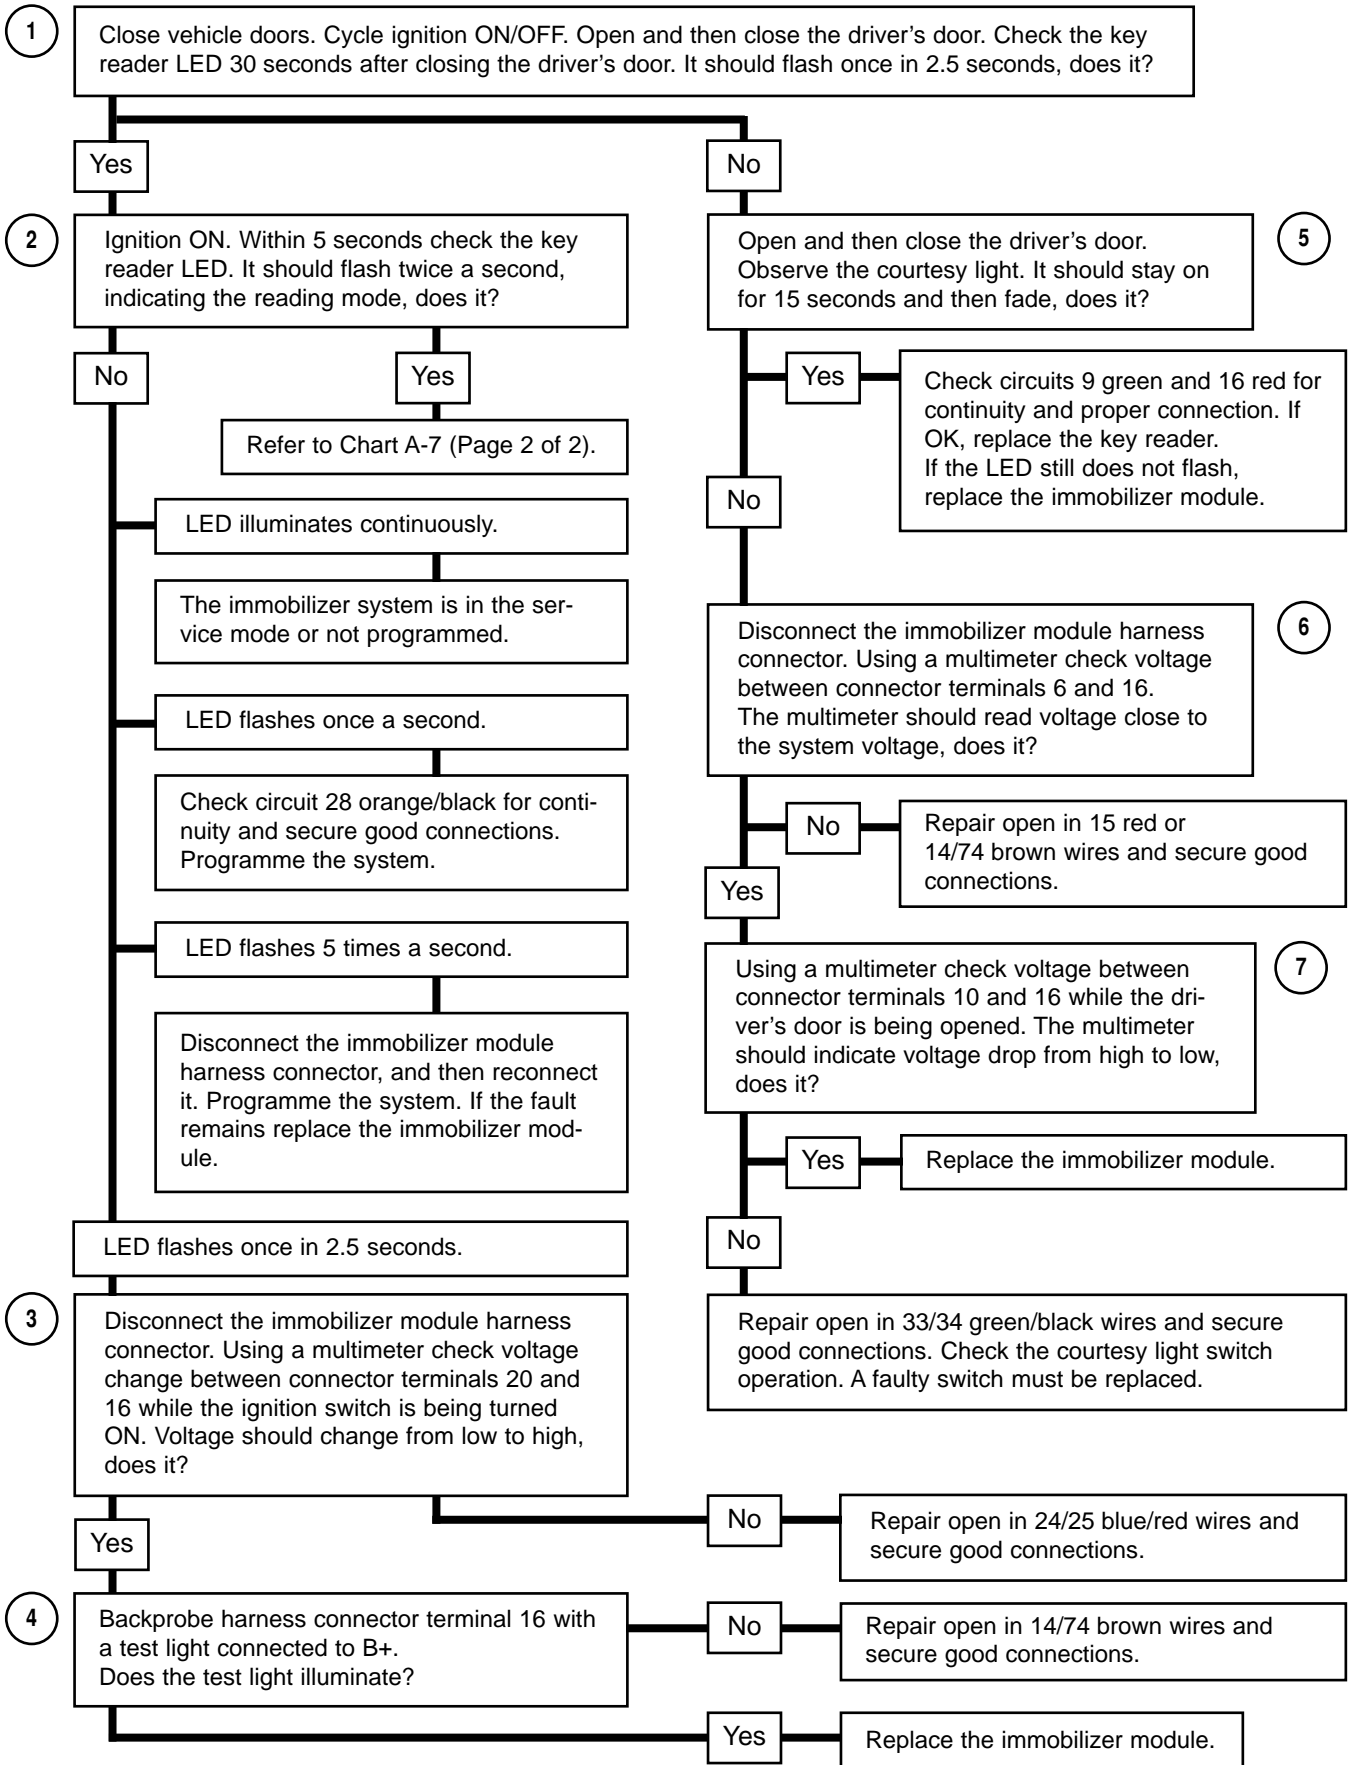 1
Close vehicle doors. Cycle ignition ON/OFF. Open and then close the driver's door. Check the key
reader LED 30 seconds after closing the driver's door. It should flash once in 2.5 seconds, does it?
Yes
No
2
Ignition ON. Within 5 seconds check the key
reader LED. It should flash twice a second,
indicating the reading mode, does it?
No
Yes
Refer to Chart A-7 (Page 2 of 2).
LED illuminates continuously.
The immobilizer system is in the ser-
vice mode or not programmed.
LED flashes once a second.
Check circuit 28 orange/black for conti-
nuity and secure good connections.
Programme the system.
LED flashes 5 times a second.
Disconnect the immobilizer module
harness connector, and then reconnect
it. Programme the system. If the fault
remains replace the immobilizer mod-
ule.
LED flashes once in 2.5 seconds.
3
Disconnect the immobilizer module harness
connector. Using a multimeter check voltage
change between connector terminals 20 and
16 while the ignition switch is being turned
ON. Voltage should change from low to high,
does it?
Yes
No
Repair open in 24/25 blue/red wires and
secure good connections.
4
Backprobe harness connector terminal 16 with
a test light connected to B+.
Does the test light illuminate?
No
Repair open in 14/74 brown wires and
secure good connections.
Yes
Replace the immobilizer module.
5
Open and then close the driver's door.
Observe the courtesy light. It should stay on
for 15 seconds and then fade, does it?
Yes
Check circuits 9 green and 16 red for
continuity and proper connection. If
OK, replace the key reader.
If the LED still does not flash,
replace the immobilizer module.
No
6
Disconnect the immobilizer module harness
connector. Using a multimeter check voltage
between connector terminals 6 and 16.
The multimeter should read voltage close to
the system voltage, does it?
No
Repair open in 15 red or
14/74 brown wires and secure good
connections.
Yes
7
Using a multimeter check voltage between
connector terminals 10 and 16 while the dri-
ver's door is being opened. The multimeter
should indicate voltage drop from high to low,
does it?
Yes
Replace the immobilizer module.
No
Repair open in 33/34 green/black wires and secure
good connections. Check the courtesy light switch
operation. A faulty switch must be replaced.